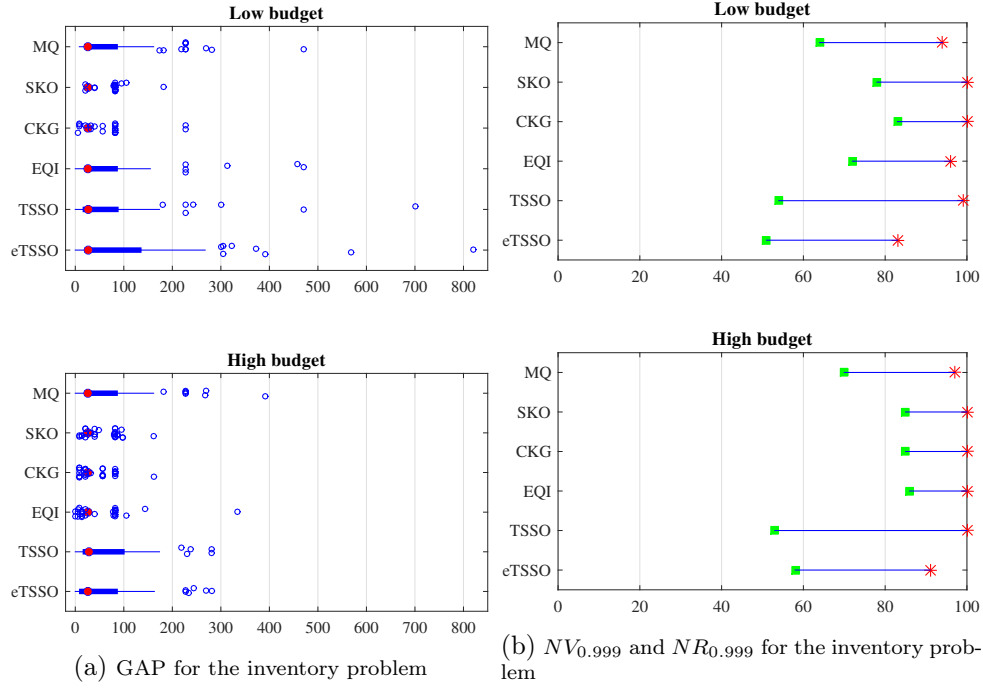 Low budget
MQ
SKO
CKG
EQI
TSSO
eTSSO
0 100 200 300 400 500 600 700 800
High budget
MQ
SKO
CKG
EQI
TSSO
eTSSO
0 100 200 300 400 500 600 700 800
(a) GAP for the inventory problem
Low budget
MQ
SKO
CKG
EQI
TSSO
eTSSO
0 20 40 60 80 100
High budget
MQ
SKO
CKG
EQI
TSSO
eTSSO
0 20 40 60 80 100
(b) NV0.999 and NR0.999 for the inventory prob-
lem